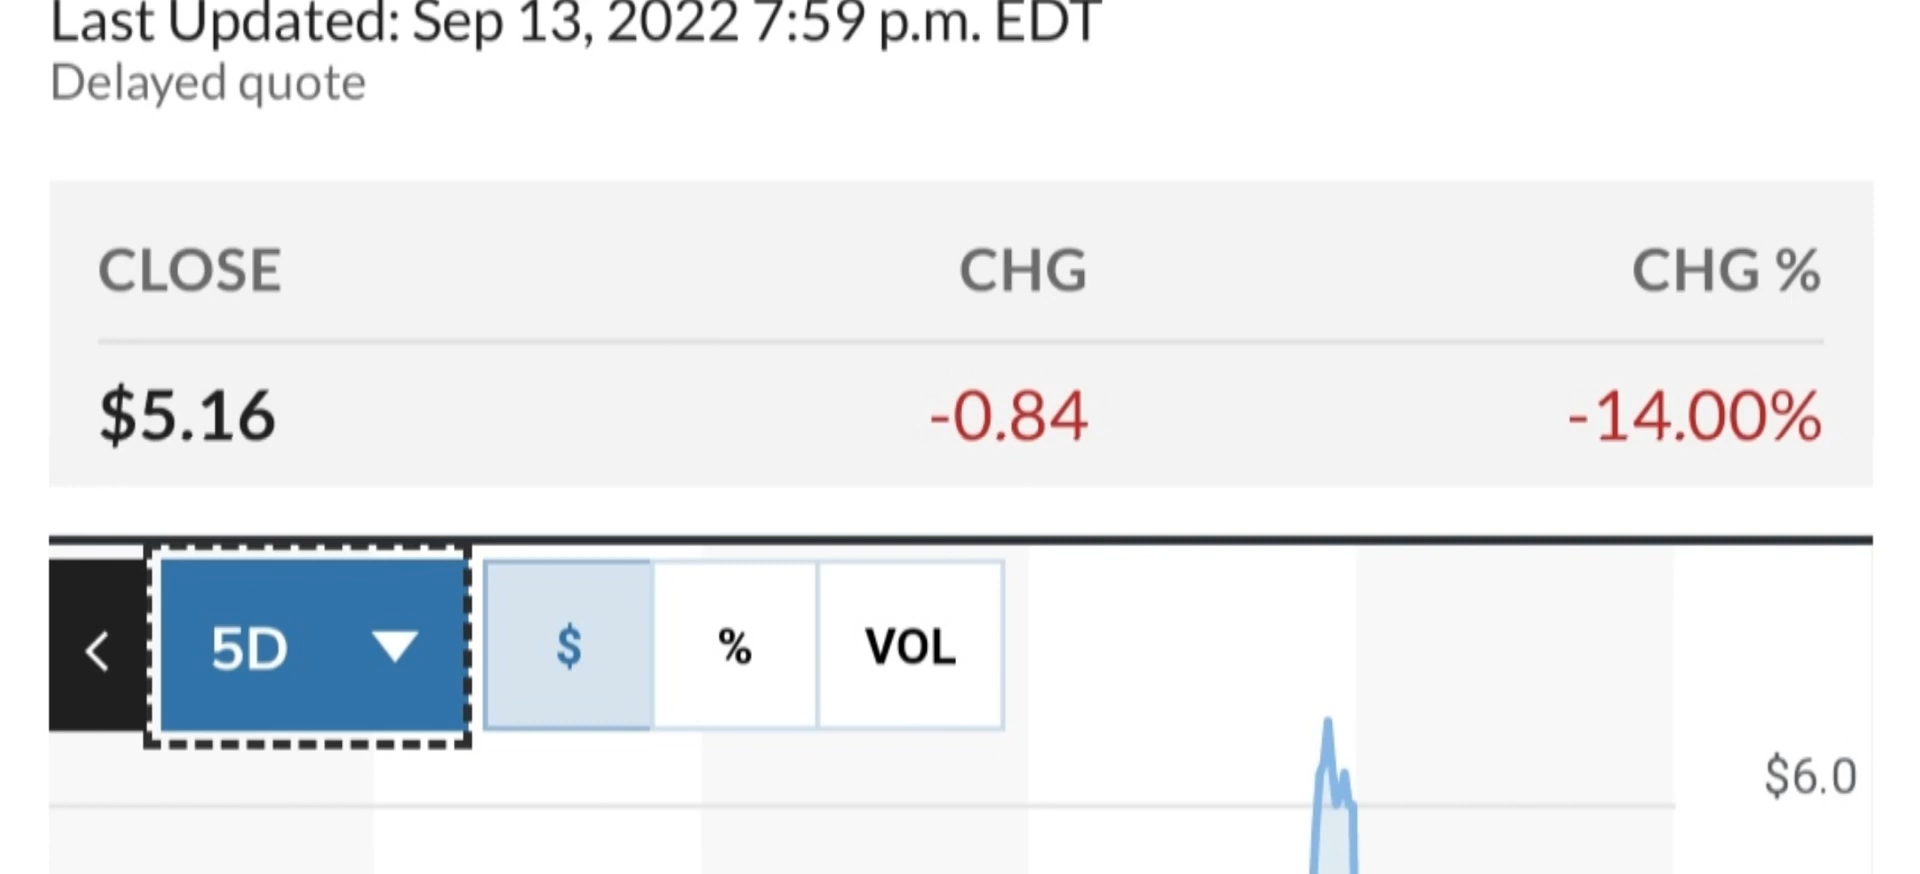 Last Updated: Sep 13, 2022 7:59 p.m. EDT
Delayed quote
CLOSE CHG CHG %
$5.16 -0.84 -14.00%
5D $ % VOL
$6.0